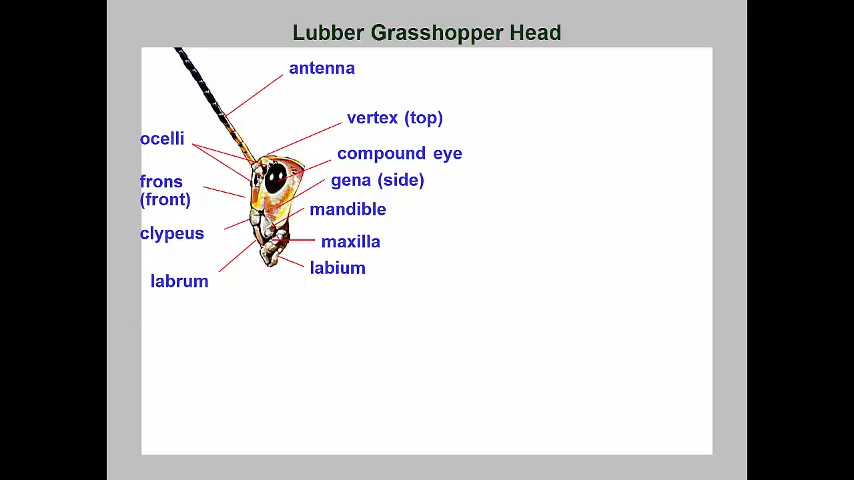 Lubber Grasshopper Head
antenna
vertex (top)
ocelli
compound eye
gena (side)
frons
(front)
mandible
clypeus
maxilla
labium
labrum